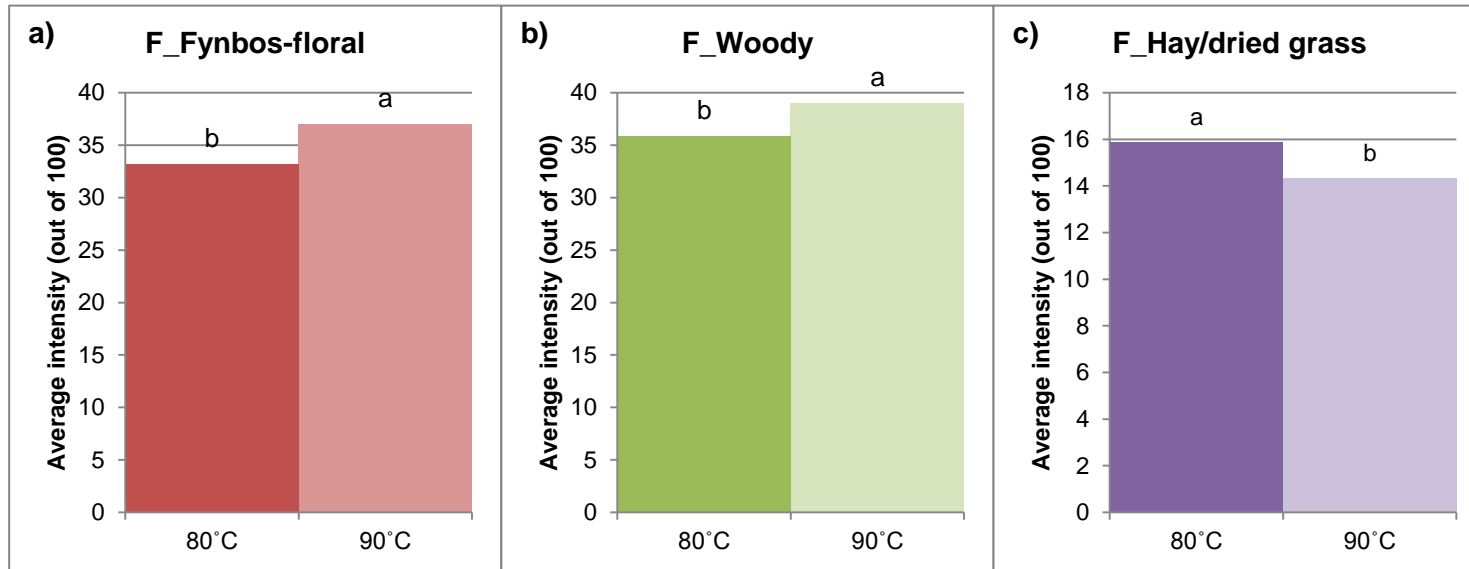 a)
F_Fynbos-floral
Average intensity (out of 100)
40
35
30
25
20
15
10
5
0
b
a
80˚C
90˚C
b)
F_Woody
Average intensity (out of 100)
40
35
30
25
20
15
10
5
0
b
a
80˚C
90˚C
c)
F_Hay/dried grass
Average intensity (out of 100)
18
16
14
12
10
8
6
4
2
0
a
b
80˚C
90˚C